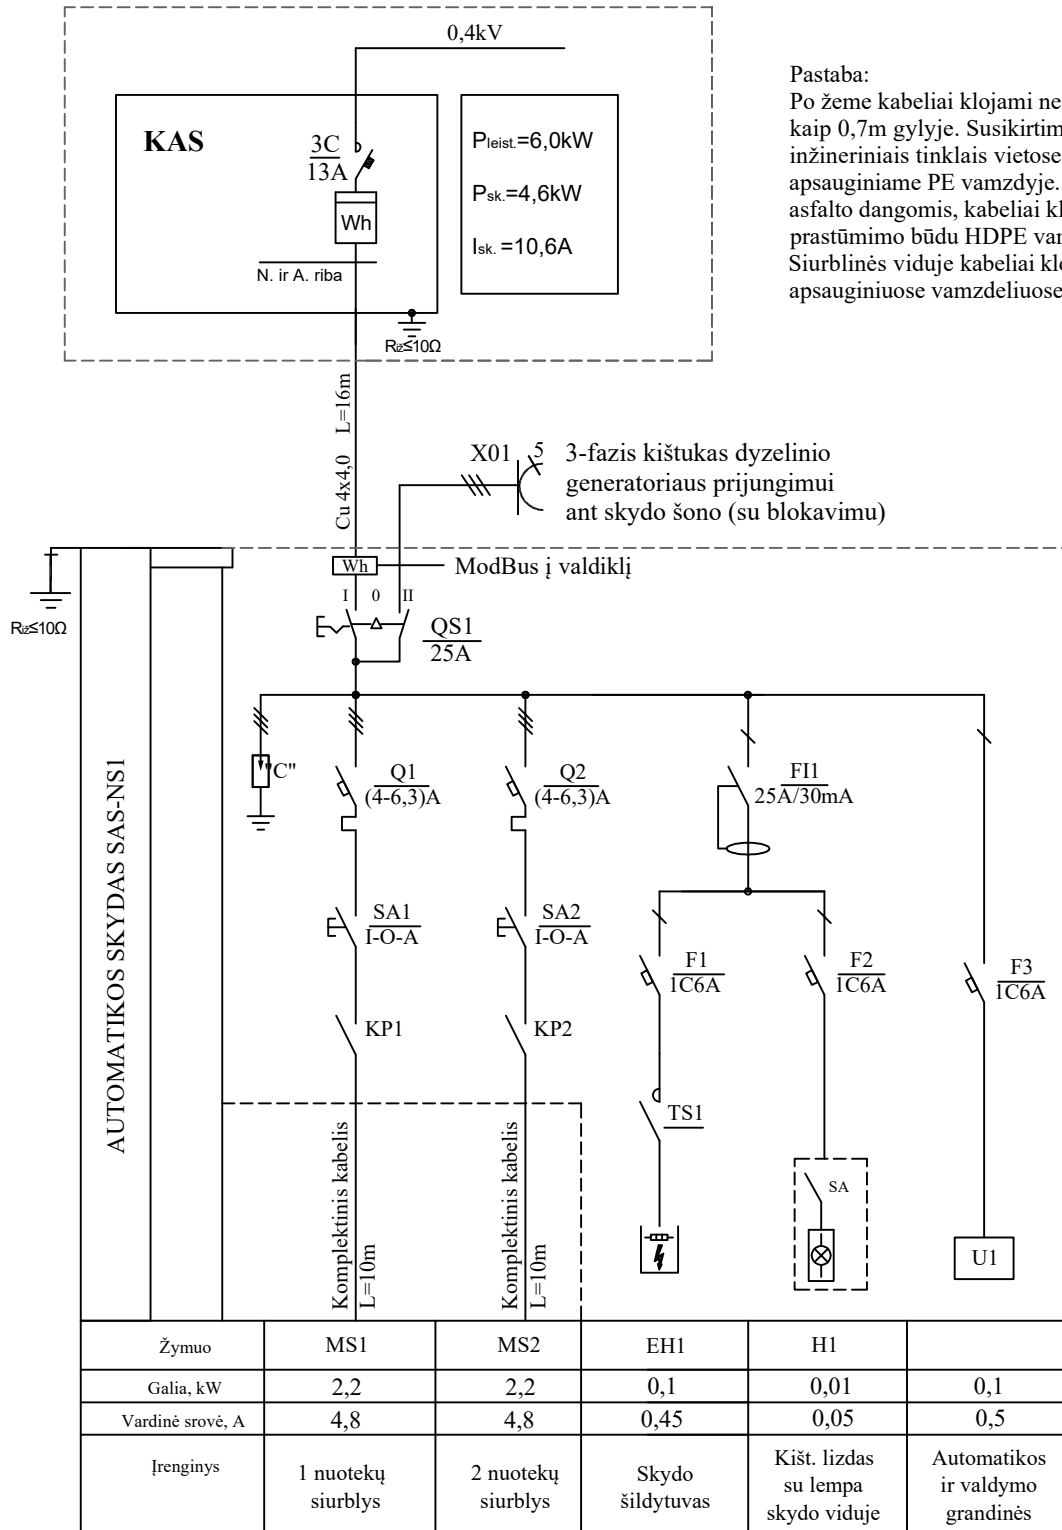 0,4kV
KAS
3C
13A
Wh
N. ir A. riba
Rįž≤10Ω
Pleist.=6,0kW
Psk.=4,6kW
Isk. =10,6A
Pastaba:
Po žeme kabeliai klojami ne
kaip 0,7m gylyje. Susikirtim
inžineriniais tinklais vietose
apsauginiame PE vamzdyje.
asfalto dangomis, kabeliai kl
prastūmimo būdu HDPE var
Siurblinės viduje kabeliai klo
apsauginiuose vamzdeliuose
Cu 4x4,0 L=16m
X01
5
3-fazis kištukas dyzelinio
generatoriaus prijungimui
ant skydo šono (su blokavimu)
Wh
ModBus į valdiklį
I 0 II
QS1
25A
Rįž≤10Ω
AUTOMATIKOS SKYDAS SAS-NS1
"C"
Q1
(4-6,3)A
Q2
(4-6,3)A
FI1
25A/30mA
SA1
I-O-A
SA2
I-O-A
F1
1C6A
F2
1C6A
F3
1C6A
KP1
KP2
TS1
SA
U1
Komplektinis kabelis
L=10m
Komplektinis kabelis
L=10m
Žymuo MS1 MS2 EH1 H1
Galia, kW 2,2 2,2 0,1 0,01 0,1
Vardinė srovė, A 4,8 4,8 0,45 0,05 0,5
Įrenginys
1 nuotekų
siurblys
2 nuotekų
siurblys
Skydo
šildytuvas
Kišt. lizdas
su lempa
skydo viduje
Automatikos
ir valdymo
grandinės